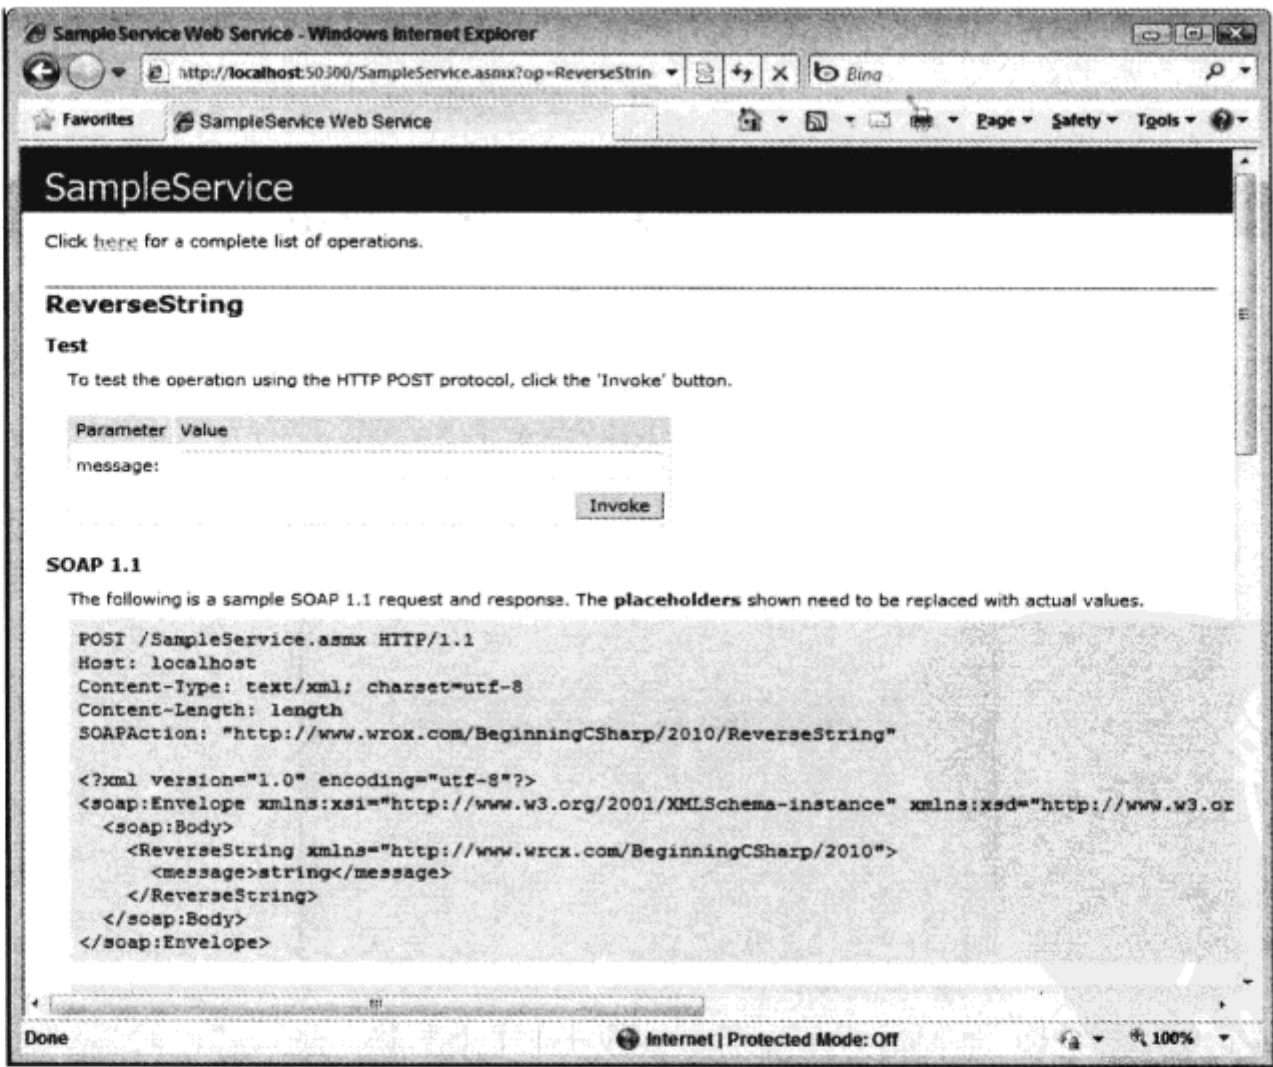 SampleService Web Service - Windows Internet Explorer
http://localhost:50300/SampleService.asmx?op=ReverseStrin
Bing
Favorites
SampleService Web Service
Page
Safety
Tools
SampleService
Click here for a complete list of operations.
ReverseString
Test
To test the operation using the HTTP POST protocol, click the 'Invoke' button.
Parameter Value
message:
Invoke
SOAP 1.1
The following is a sample SOAP 1.1 request and response. The placeholders shown need to be replaced with actual values.
POST /SampleService.asmx HTTP/1.1
Host: localhost
Content-Type: text/xml; charset=utf-8
Content-Length: length
SOAPAction: "http://www.wrox.com/BeginningCSharp/2010/ReverseString"
<?xml version="1.0" encoding="utf-8"?>
<soap:Envelope xmlns:xsi="http://www.w3.org/2001/XMLSchema-instance" xmlns:xsd="http://www.w3.or
<soap:Body>
<ReverseString xmlns="http://www.wrox.com/BeginningCSharp/2010">
<message>string</message>
</ReverseString>
</soap:Body>
</soap:Envelope>
Done
Internet | Protected Mode: Off
100%